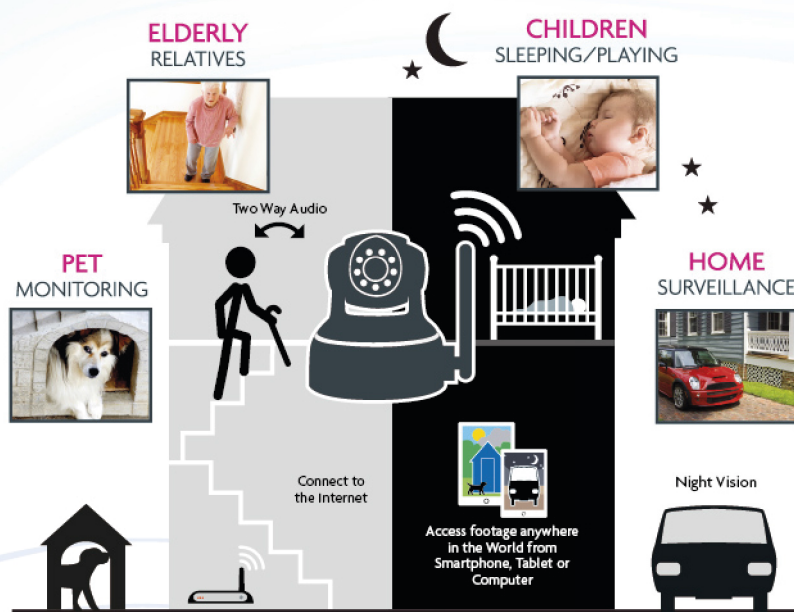 ELDERLY
RELATIVES
CHILDREN
SLEEPING/PLAYING
Two Way Audio
PET
MONITORING
HOME
SURVEILLANCE
Connect to
the Internet
Night Vision
Access footage anywhere
in the World from
Smartphone, Tablet or
Computer